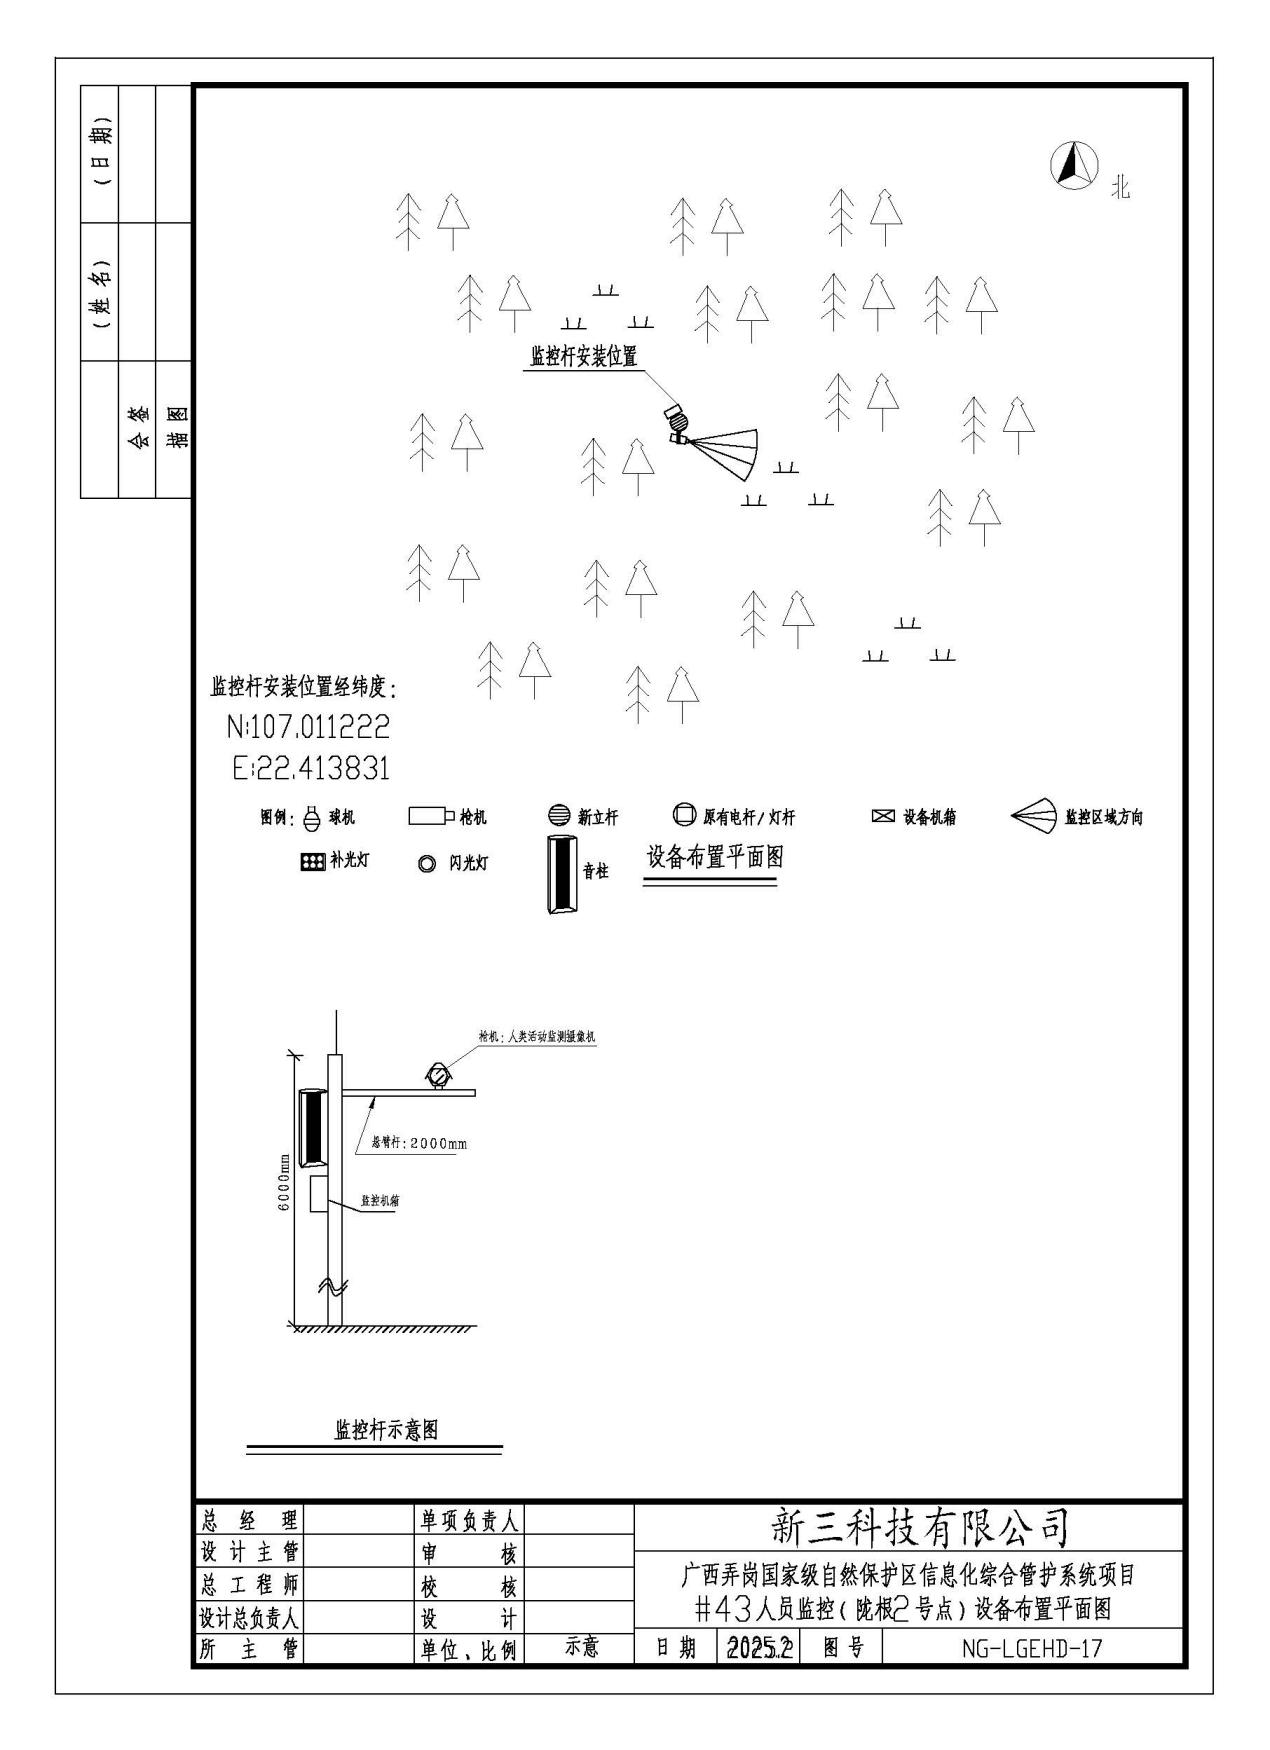 (日期)
(姓名)
会签
描图
北
监控杆安装位置
监控杆安装位置经纬度：
N:107.011222
E:22.413831
图例： 球机 枪机 新立杆 原有电杆/灯杆 设备机箱 监控区域方向
补光灯 闪光灯 音柱
设备布置平面图
枪机：人类活动监测摄像机
悬臂杆：2000mm
6000mm
监控机箱
监控杆示意图
总经理 单项负责人 新三科技有限公司
设计主管 审核
总工程师 校核 广西弄岗国家级自然保护区信息化综合管护系统项目
设计总负责人 设计 #43人员监控(陇根2号点)设备布置平面图
所主管 单位、比例 示意 日期 2025.2 图号 NG-LGEHD-17